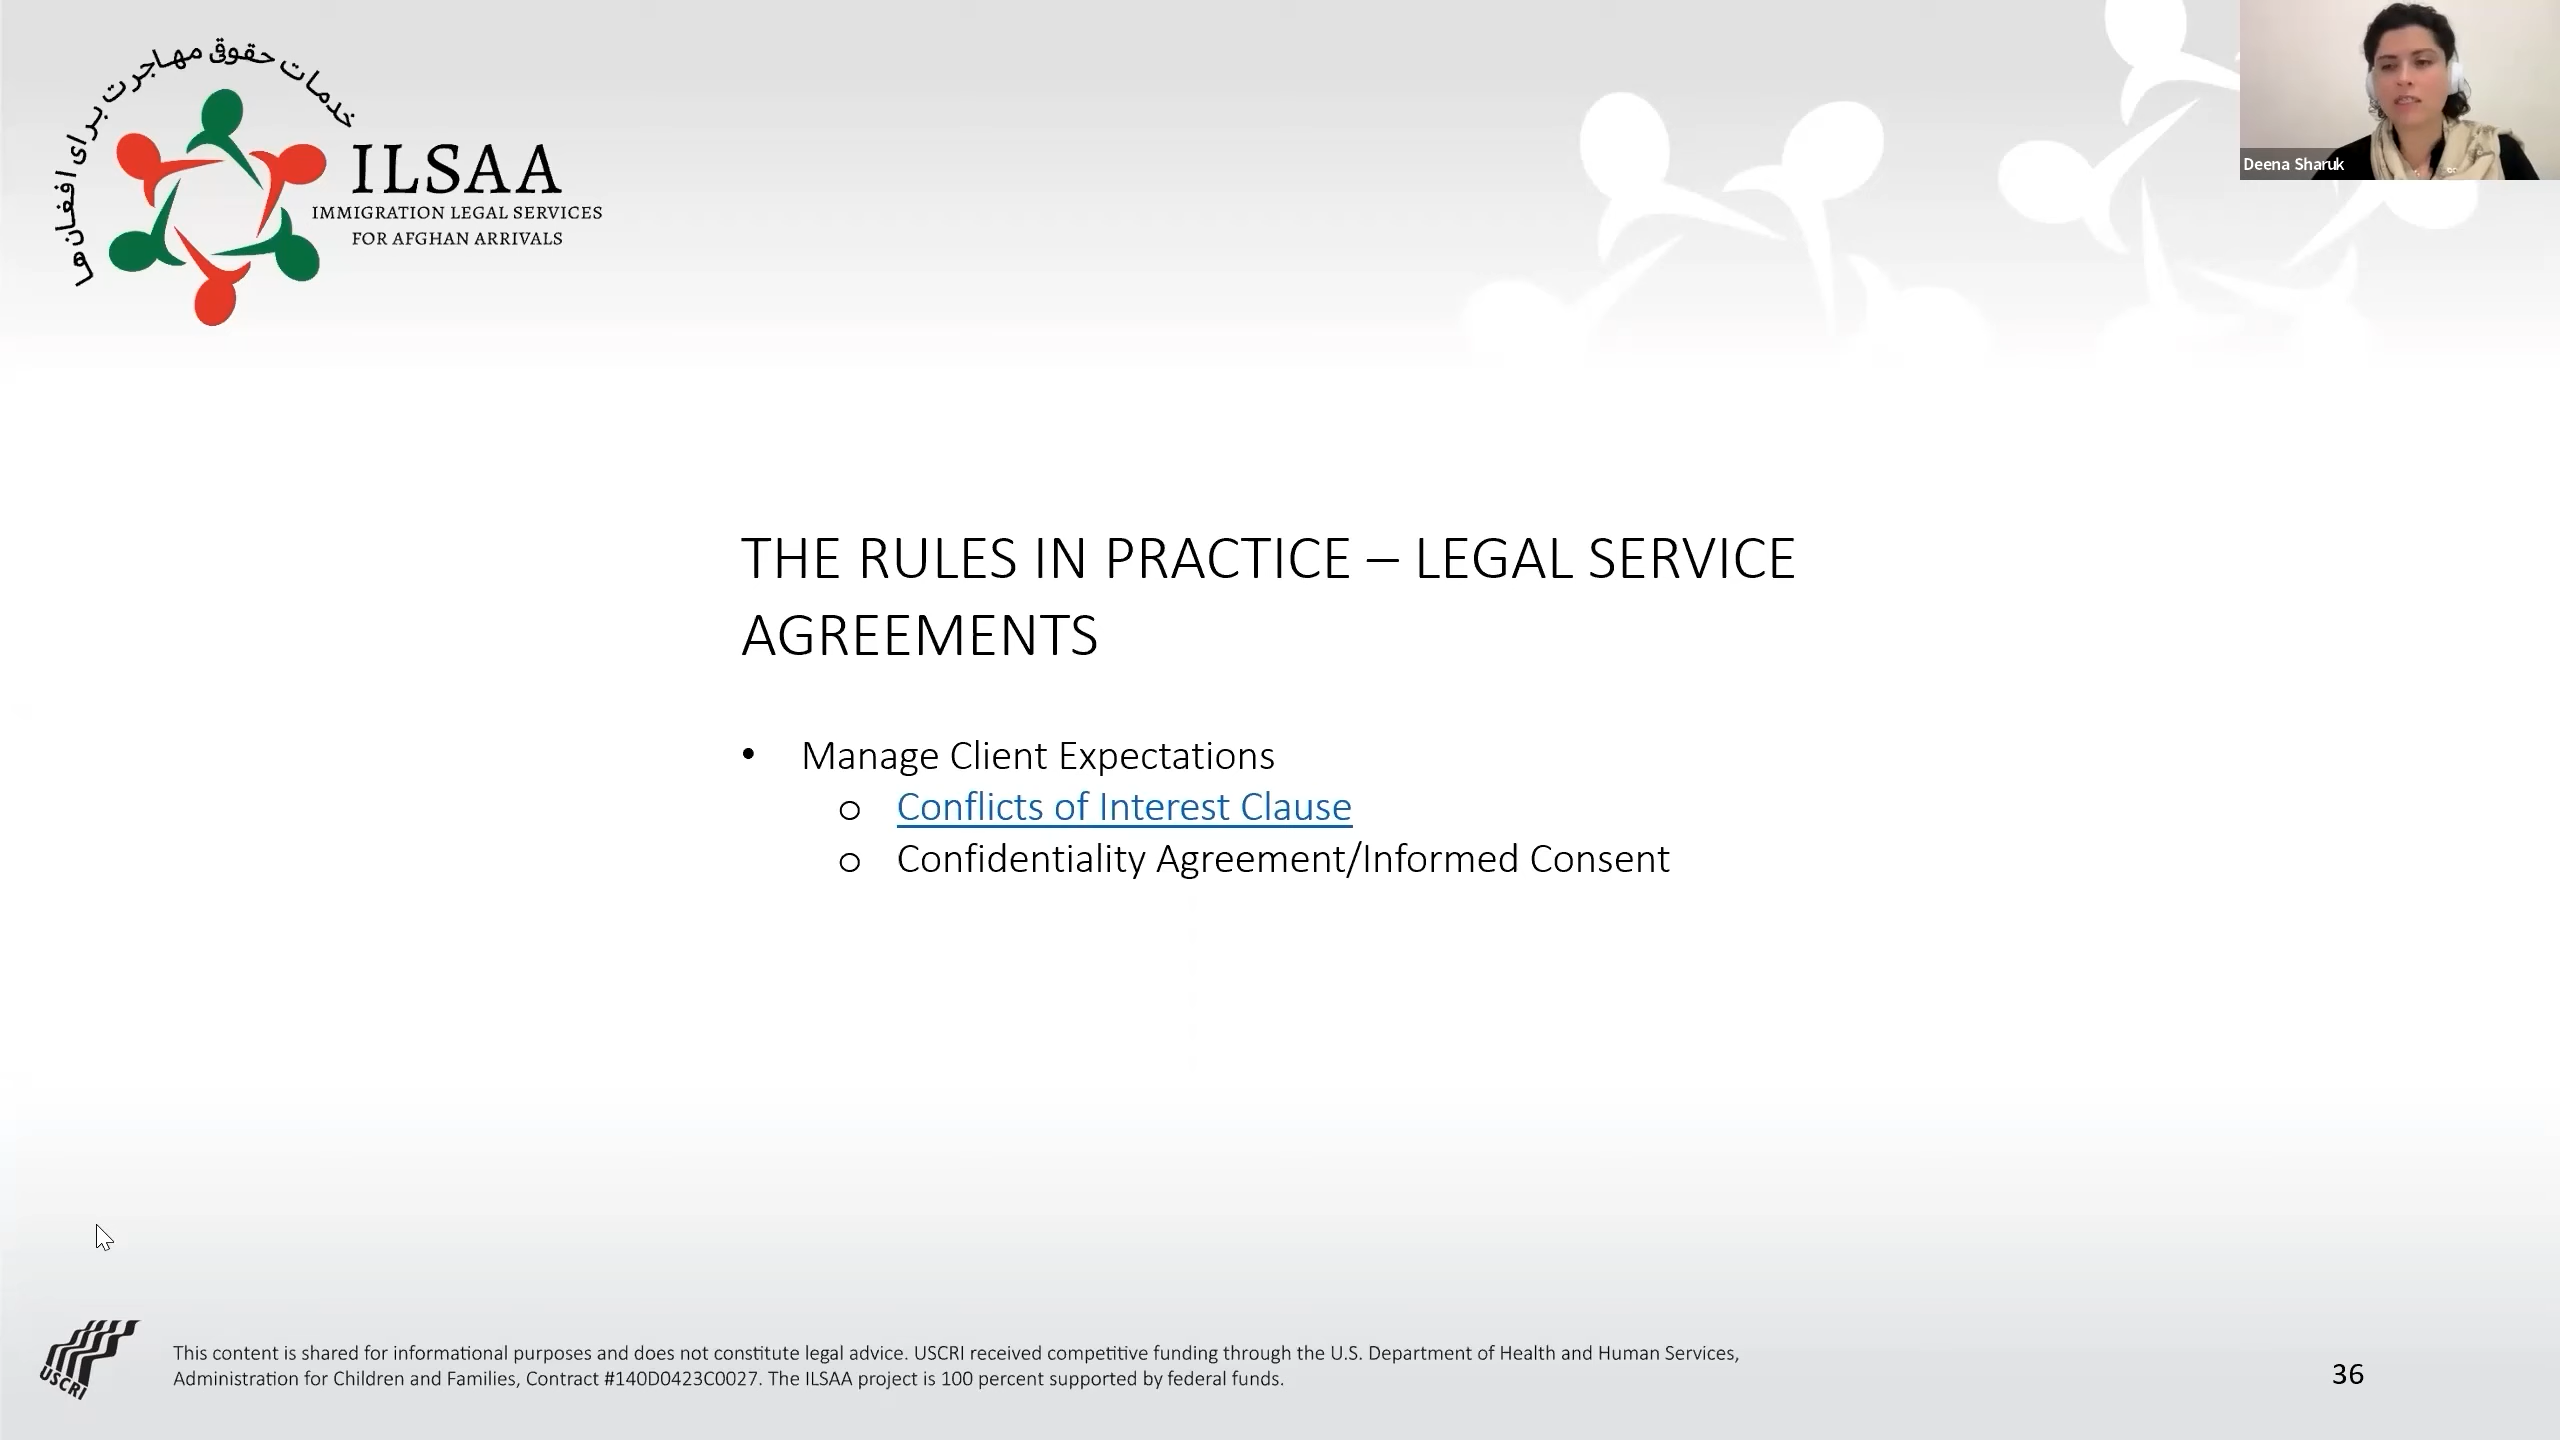 خدمات حقوقی مهاجرت برای افغان‌ها
ILSAA
IMMIGRATION LEGAL SERVICES
FOR AFGHAN ARRIVALS
Deena Sharuk
THE RULES IN PRACTICE – LEGAL SERVICE
AGREEMENTS
• Manage Client Expectations
o Conflicts of Interest Clause
o Confidentiality Agreement/Informed Consent
USCRI
This content is shared for informational purposes and does not constitute legal advice. USCRI received competitive funding through the U.S. Department of Health and Human Services,
Administration for Children and Families, Contract #140D0423C0027. The ILSAA project is 100 percent supported by federal funds.
36